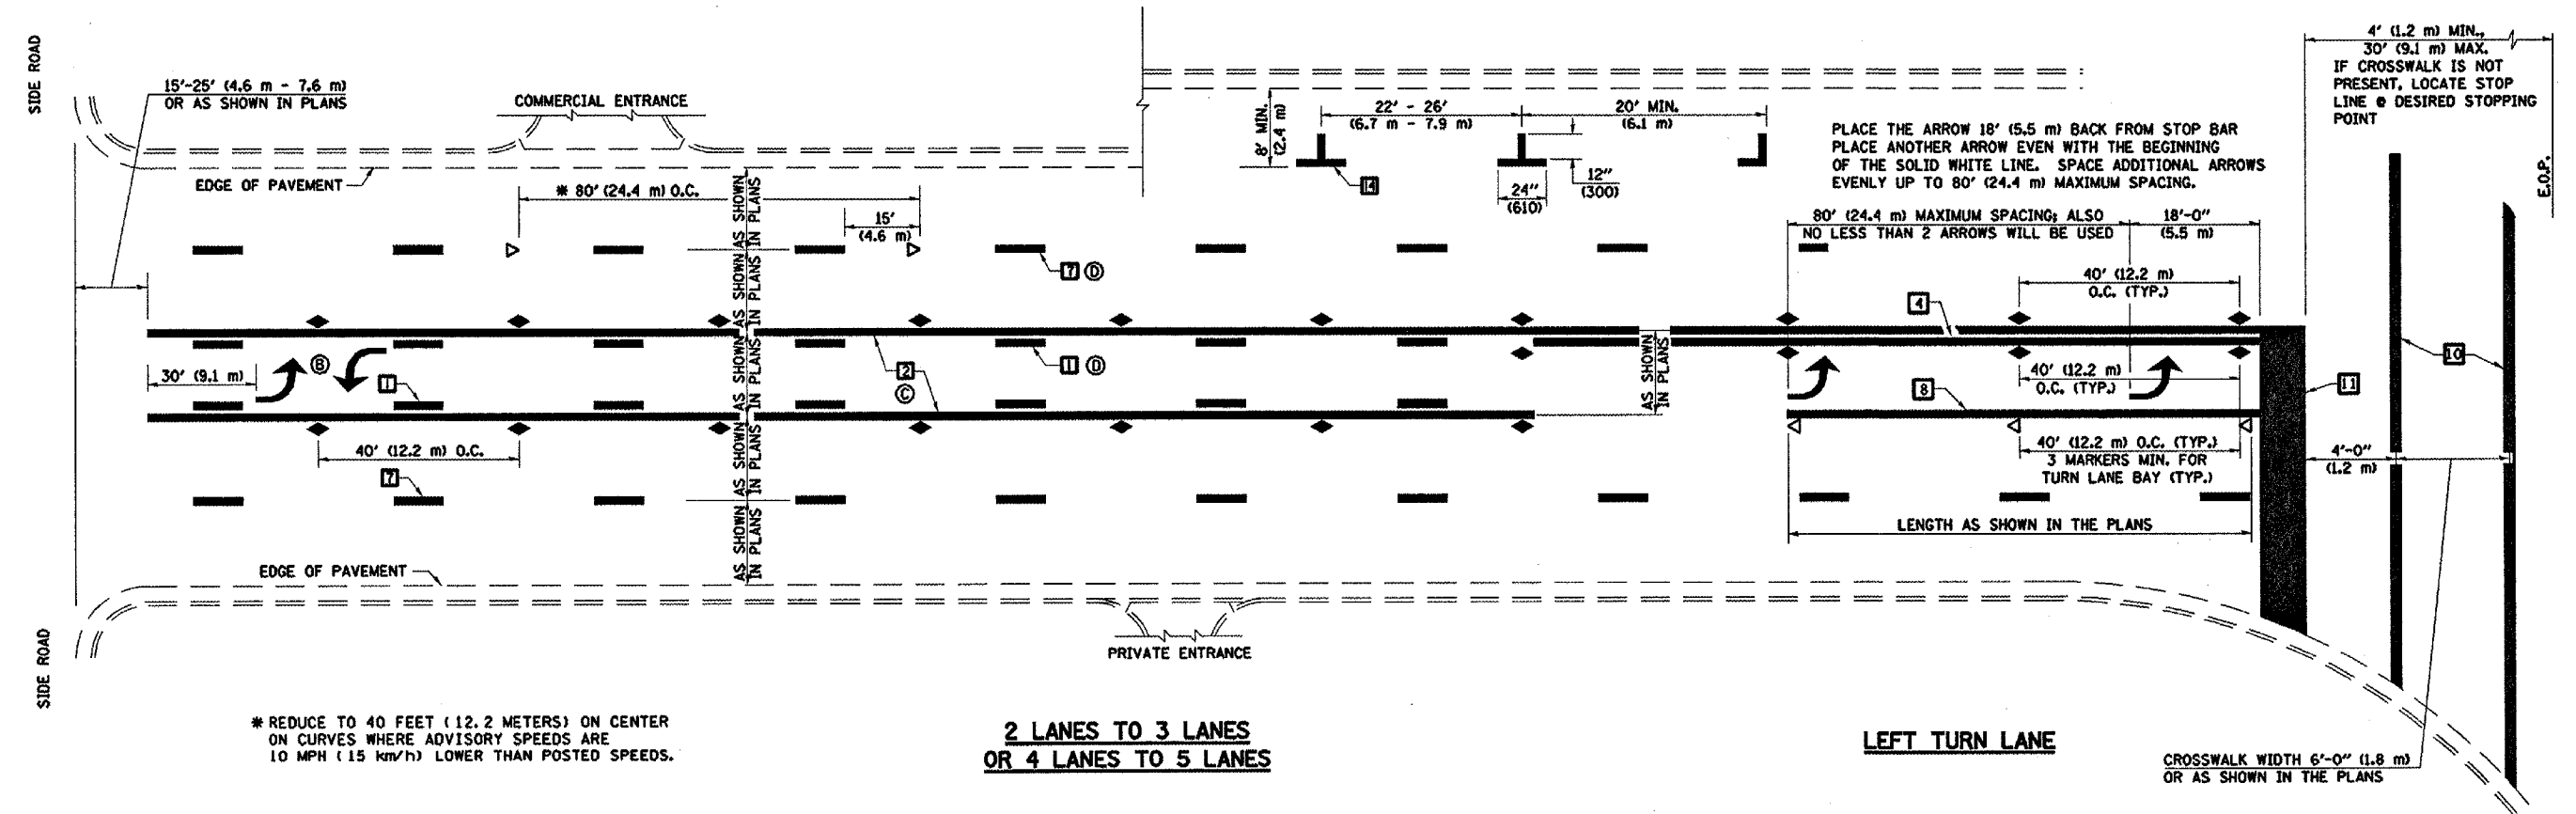 SIDE ROAD
15'-25' (4.6 m - 7.6 m)
OR AS SHOWN IN PLANS
COMMERCIAL ENTRANCE
EDGE OF PAVEMENT
* 80' (24.4 m) O.C.
15'
(4.6 m)
AS SHOWN
IN PLANS
AS SHOWN
IN PLANS
AS SHOWN
IN PLANS
AS SHOWN
IN PLANS
AS SHOWN
IN PLANS
8' MIN.
(2.4 m)
22' - 26'
(6.7 m - 7.9 m)
20' MIN.
(6.1 m)
14
24"
(610)
12"
(300)
PLACE THE ARROW 18' (5.5 m) BACK FROM STOP BAR
PLACE ANOTHER ARROW EVEN WITH THE BEGINNING
OF THE SOLID WHITE LINE. SPACE ADDITIONAL ARROWS
EVENLY UP TO 80' (24.4 m) MAXIMUM SPACING.
80' (24.4 m) MAXIMUM SPACING; ALSO
NO LESS THAN 2 ARROWS WILL BE USED
18'-0"
(5.5 m)
4' (1.2 m) MIN.,
30' (9.1 m) MAX.
IF CROSSWALK IS NOT
PRESENT, LOCATE STOP
LINE @ DESIRED STOPPING
POINT
E.O.P.
7 D
40' (12.2 m)
O.C. (TYP.)
4
30' (9.1 m)
B
1
2
C
1 D
AS SHOWN
IN PLANS
40' (12.2 m)
O.C. (TYP.)
8
11
10
40' (12.2 m) O.C.
7
40' (12.2 m) O.C. (TYP.)
3 MARKERS MIN. FOR
TURN LANE BAY (TYP.)
4'-0"
(1.2 m)
LENGTH AS SHOWN IN THE PLANS
EDGE OF PAVEMENT
SIDE ROAD
PRIVATE ENTRANCE
* REDUCE TO 40 FEET (12.2 METERS) ON CENTER
ON CURVES WHERE ADVISORY SPEEDS ARE
10 MPH (15 km/h) LOWER THAN POSTED SPEEDS.
2 LANES TO 3 LANES
OR 4 LANES TO 5 LANES
LEFT TURN LANE
CROSSWALK WIDTH 6'-0" (1.8 m)
OR AS SHOWN IN THE PLANS